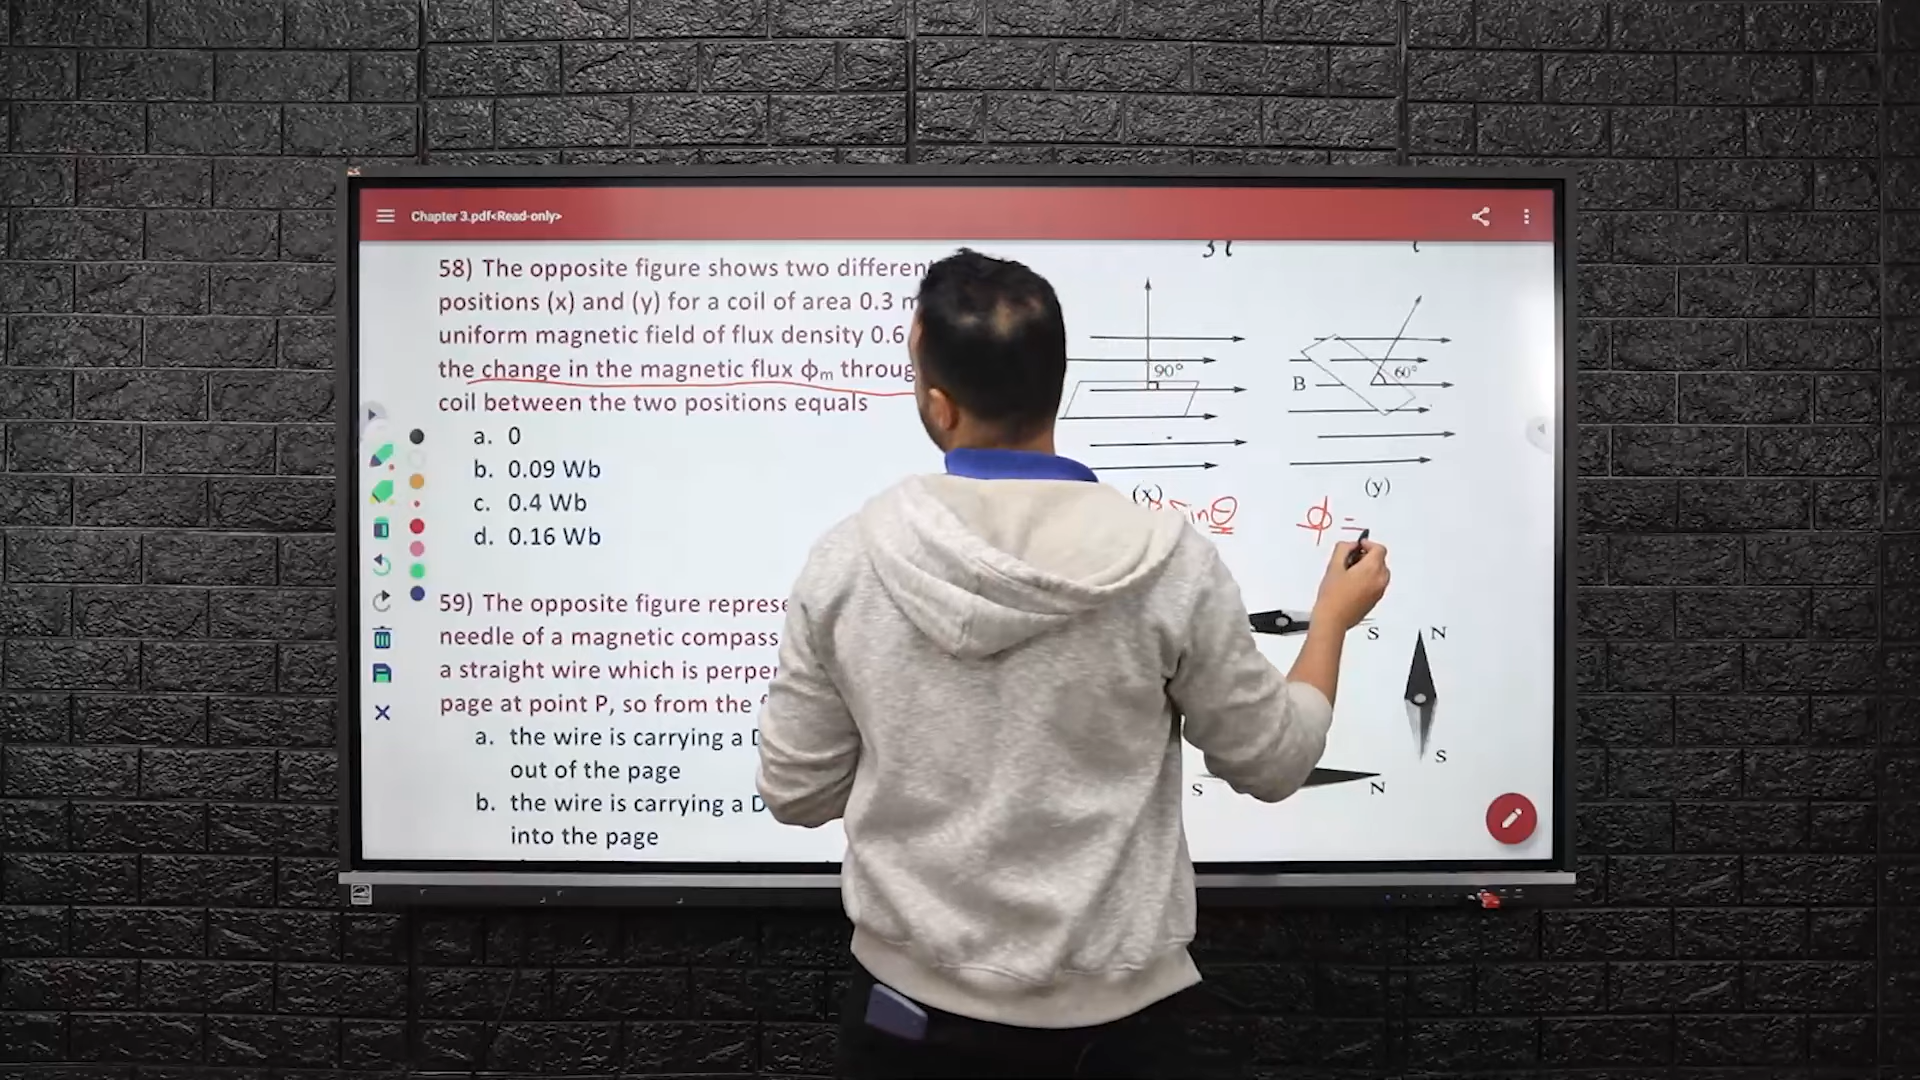 Chapter 3.pdf<Read-only>
58) The opposite figure shows two different
positions (x) and (y) for a coil of area 0.3
uniform magnetic field of flux density 0.6
the change in the magnetic flux ϕm throug
coil between the two positions equals
a. 0
b. 0.09 Wb
c. 0.4 Wb
d. 0.16 Wb
90°
(x)
B
60°
(y)
sinθ
ϕ =
59) The opposite figure represe
needle of a magnetic compass
a straight wire which is perpe
page at point P, so from the
a. the wire is carrying a D
out of the page
b. the wire is carrying a D
into the page
S
N
S
S
N